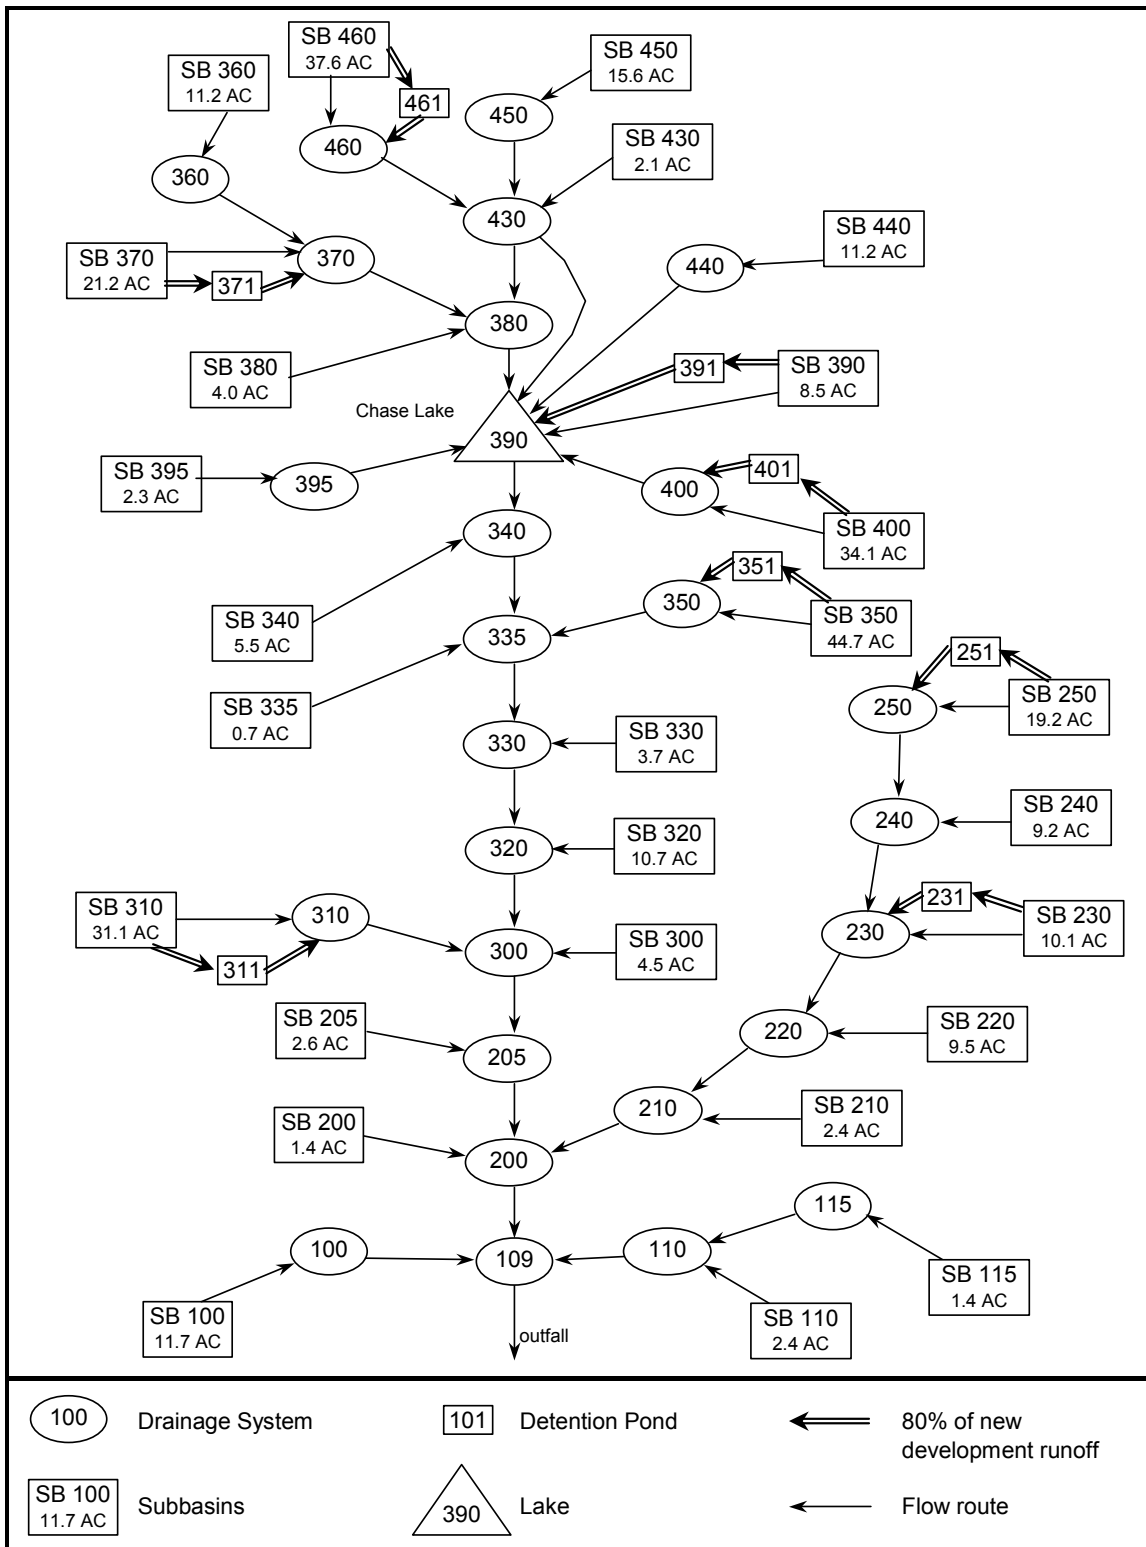 SB 460
37.6 AC
SB 450
15.6 AC
SB 360
11.2 AC
461
450
460
SB 430
2.1 AC
360
430
SB 440
11.2 AC
SB 370
21.2 AC
370
440
371
380
SB 380
4.0 AC
391
SB 390
8.5 AC
Chase Lake
390
SB 395
2.3 AC
395
400
401
SB 400
34.1 AC
340
351
SB 340
5.5 AC
350
SB 350
44.7 AC
335
251
SB 335
0.7 AC
250
SB 250
19.2 AC
330
SB 330
3.7 AC
240
SB 240
9.2 AC
320
SB 320
10.7 AC
SB 310
31.1 AC
310
231
SB 230
10.1 AC
230
311
300
SB 300
4.5 AC
SB 205
2.6 AC
205
220
SB 220
9.5 AC
SB 200
1.4 AC
210
SB 210
2.4 AC
200
115
100
109
110
SB 115
1.4 AC
SB 100
11.7 AC
SB 110
2.4 AC
outfall
100
Drainage System
101
Detention Pond
80% of new
development runoff
SB 100
11.7 AC
Subbasins
390
Lake
Flow route